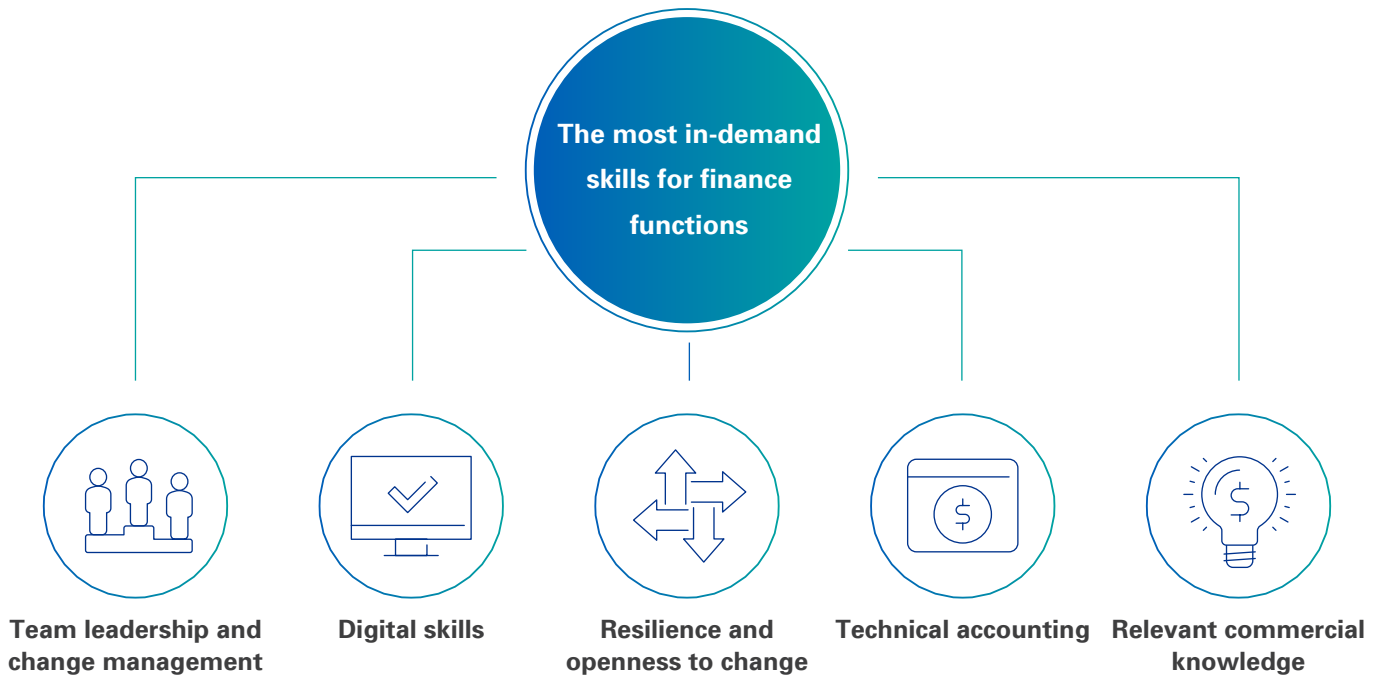 The most in-demand
skills for finance
functions
Team leadership and
change management
Digital skills
Resilience and
openness to change
Technical accounting
Relevant commercial
knowledge